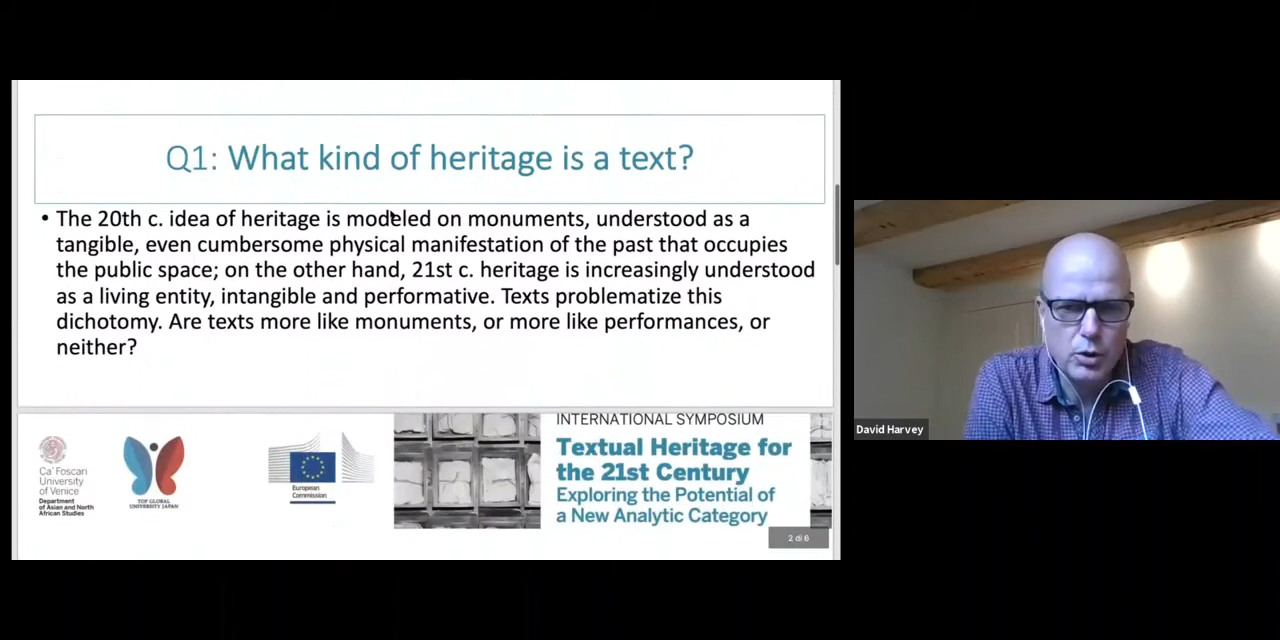 Q1: What kind of heritage is a text?
• The 20th c. idea of heritage is modeled on monuments, understood as a
tangible, even cumbersome physical manifestation of the past that occupies
the public space; on the other hand, 21st c. heritage is increasingly understood
as a living entity, intangible and performative. Texts problematize this
dichotomy. Are texts more like monuments, or more like performances, or
neither?
David Harvey
Ca' Foscari
University
of Venice
Department
of Asian and North
African Studies
TOP GLOBAL
UNIVERSITY JAPAN
European
Commission
INTERNATIONAL SYMPOSIUM
Textual Heritage for
the 21st Century
Exploring the Potential of
a New Analytic Category
2 di 6